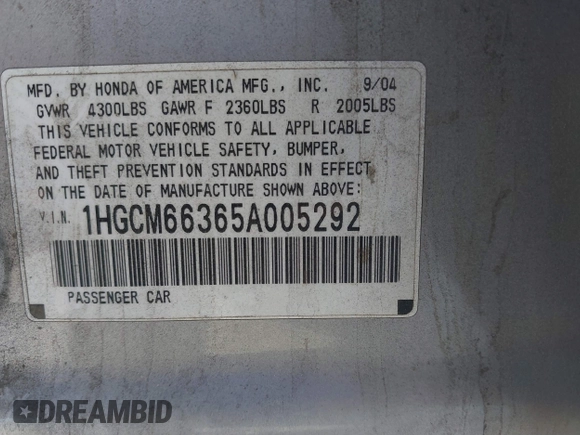 MFD. BY HONDA OF AMERICA MFG., INC. 9/04
GVWR 4300LBS GAWR F 2360LBS R 2005LBS
THIS VEHICLE CONFORMS TO ALL APPLICABLE
FEDERAL MOTOR VEHICLE SAFETY, BUMPER,
AND THEFT PREVENTION STANDARDS IN EFFECT
ON THE DATE OF MANUFACTURE SHOWN ABOVE:
V.I.N. 1HGCM66365A005292
PASSENGER CAR
DREAMBID